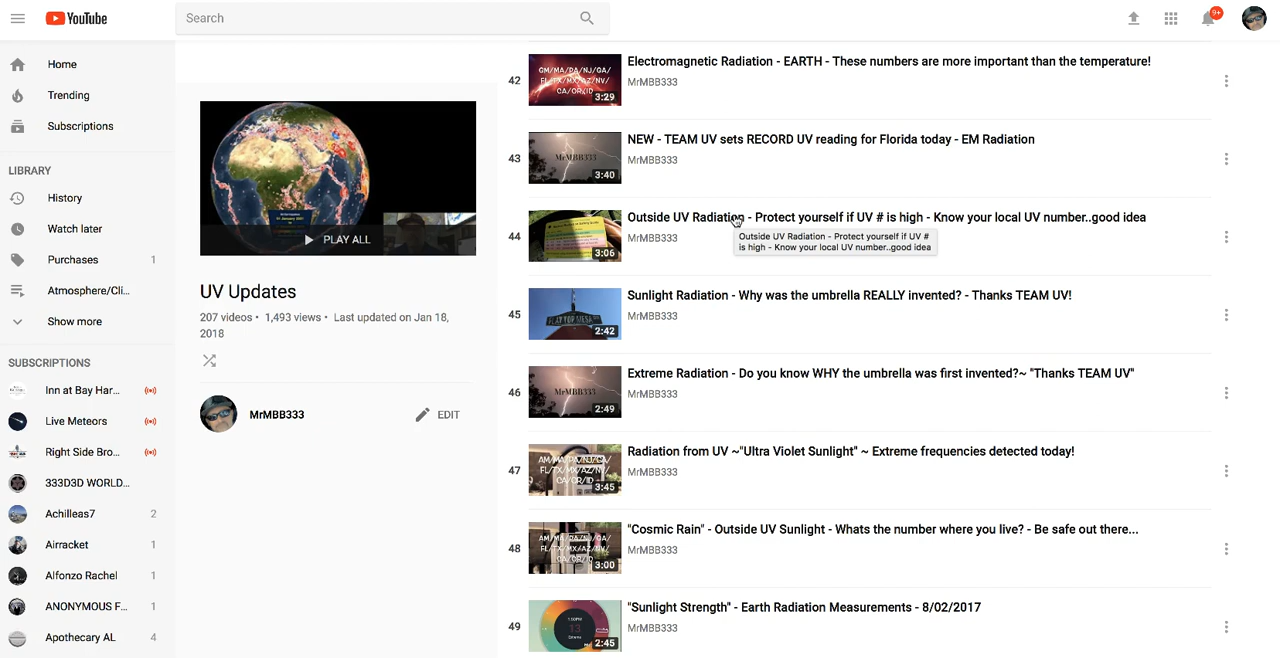 YouTube
Search
9+
Home
Trending
Subscriptions
LIBRARY
History
Watch later
Purchases 1
Atmosphere/Cli...
Show more
SUBSCRIPTIONS
Inn at Bay Har...
Live Meteors
Right Side Bro...
333D3D WORLD...
Achilleas7 2
Airracket 1
Alfonzo Rachel 1
ANONYMOUS F... 1
Apothecary AL 4
PLAY ALL
UV Updates
207 videos • 1,493 views • Last updated on Jan 18,
2018
MrMBB333
EDIT
42
3:29
Electromagnetic Radiation - EARTH - These numbers are more important than the temperature!
MrMBB333
43
MrMBB333
3:40
NEW - TEAM UV sets RECORD UV reading for Florida today - EM Radiation
MrMBB333
44
3:06
Outside UV Radiation - Protect yourself if UV # is high - Know your local UV number..good idea
MrMBB333
Outside UV Radiation - Protect yourself if UV #
is high - Know your local UV number..good idea
45
FLATTOP MESA
2:42
Sunlight Radiation - Why was the umbrella REALLY invented? - Thanks TEAM UV!
MrMBB333
46
MrMBB333
2:49
Extreme Radiation - Do you know WHY the umbrella was first invented?~ "Thanks TEAM UV"
MrMBB333
47
3:45
Radiation from UV ~"Ultra Violet Sunlight" ~ Extreme frequencies detected today!
MrMBB333
48
3:00
"Cosmic Rain" - Outside UV Sunlight - Whats the number where you live? - Be safe out there...
MrMBB333
49
13
2:45
"Sunlight Strength" - Earth Radiation Measurements - 8/02/2017
MrMBB333